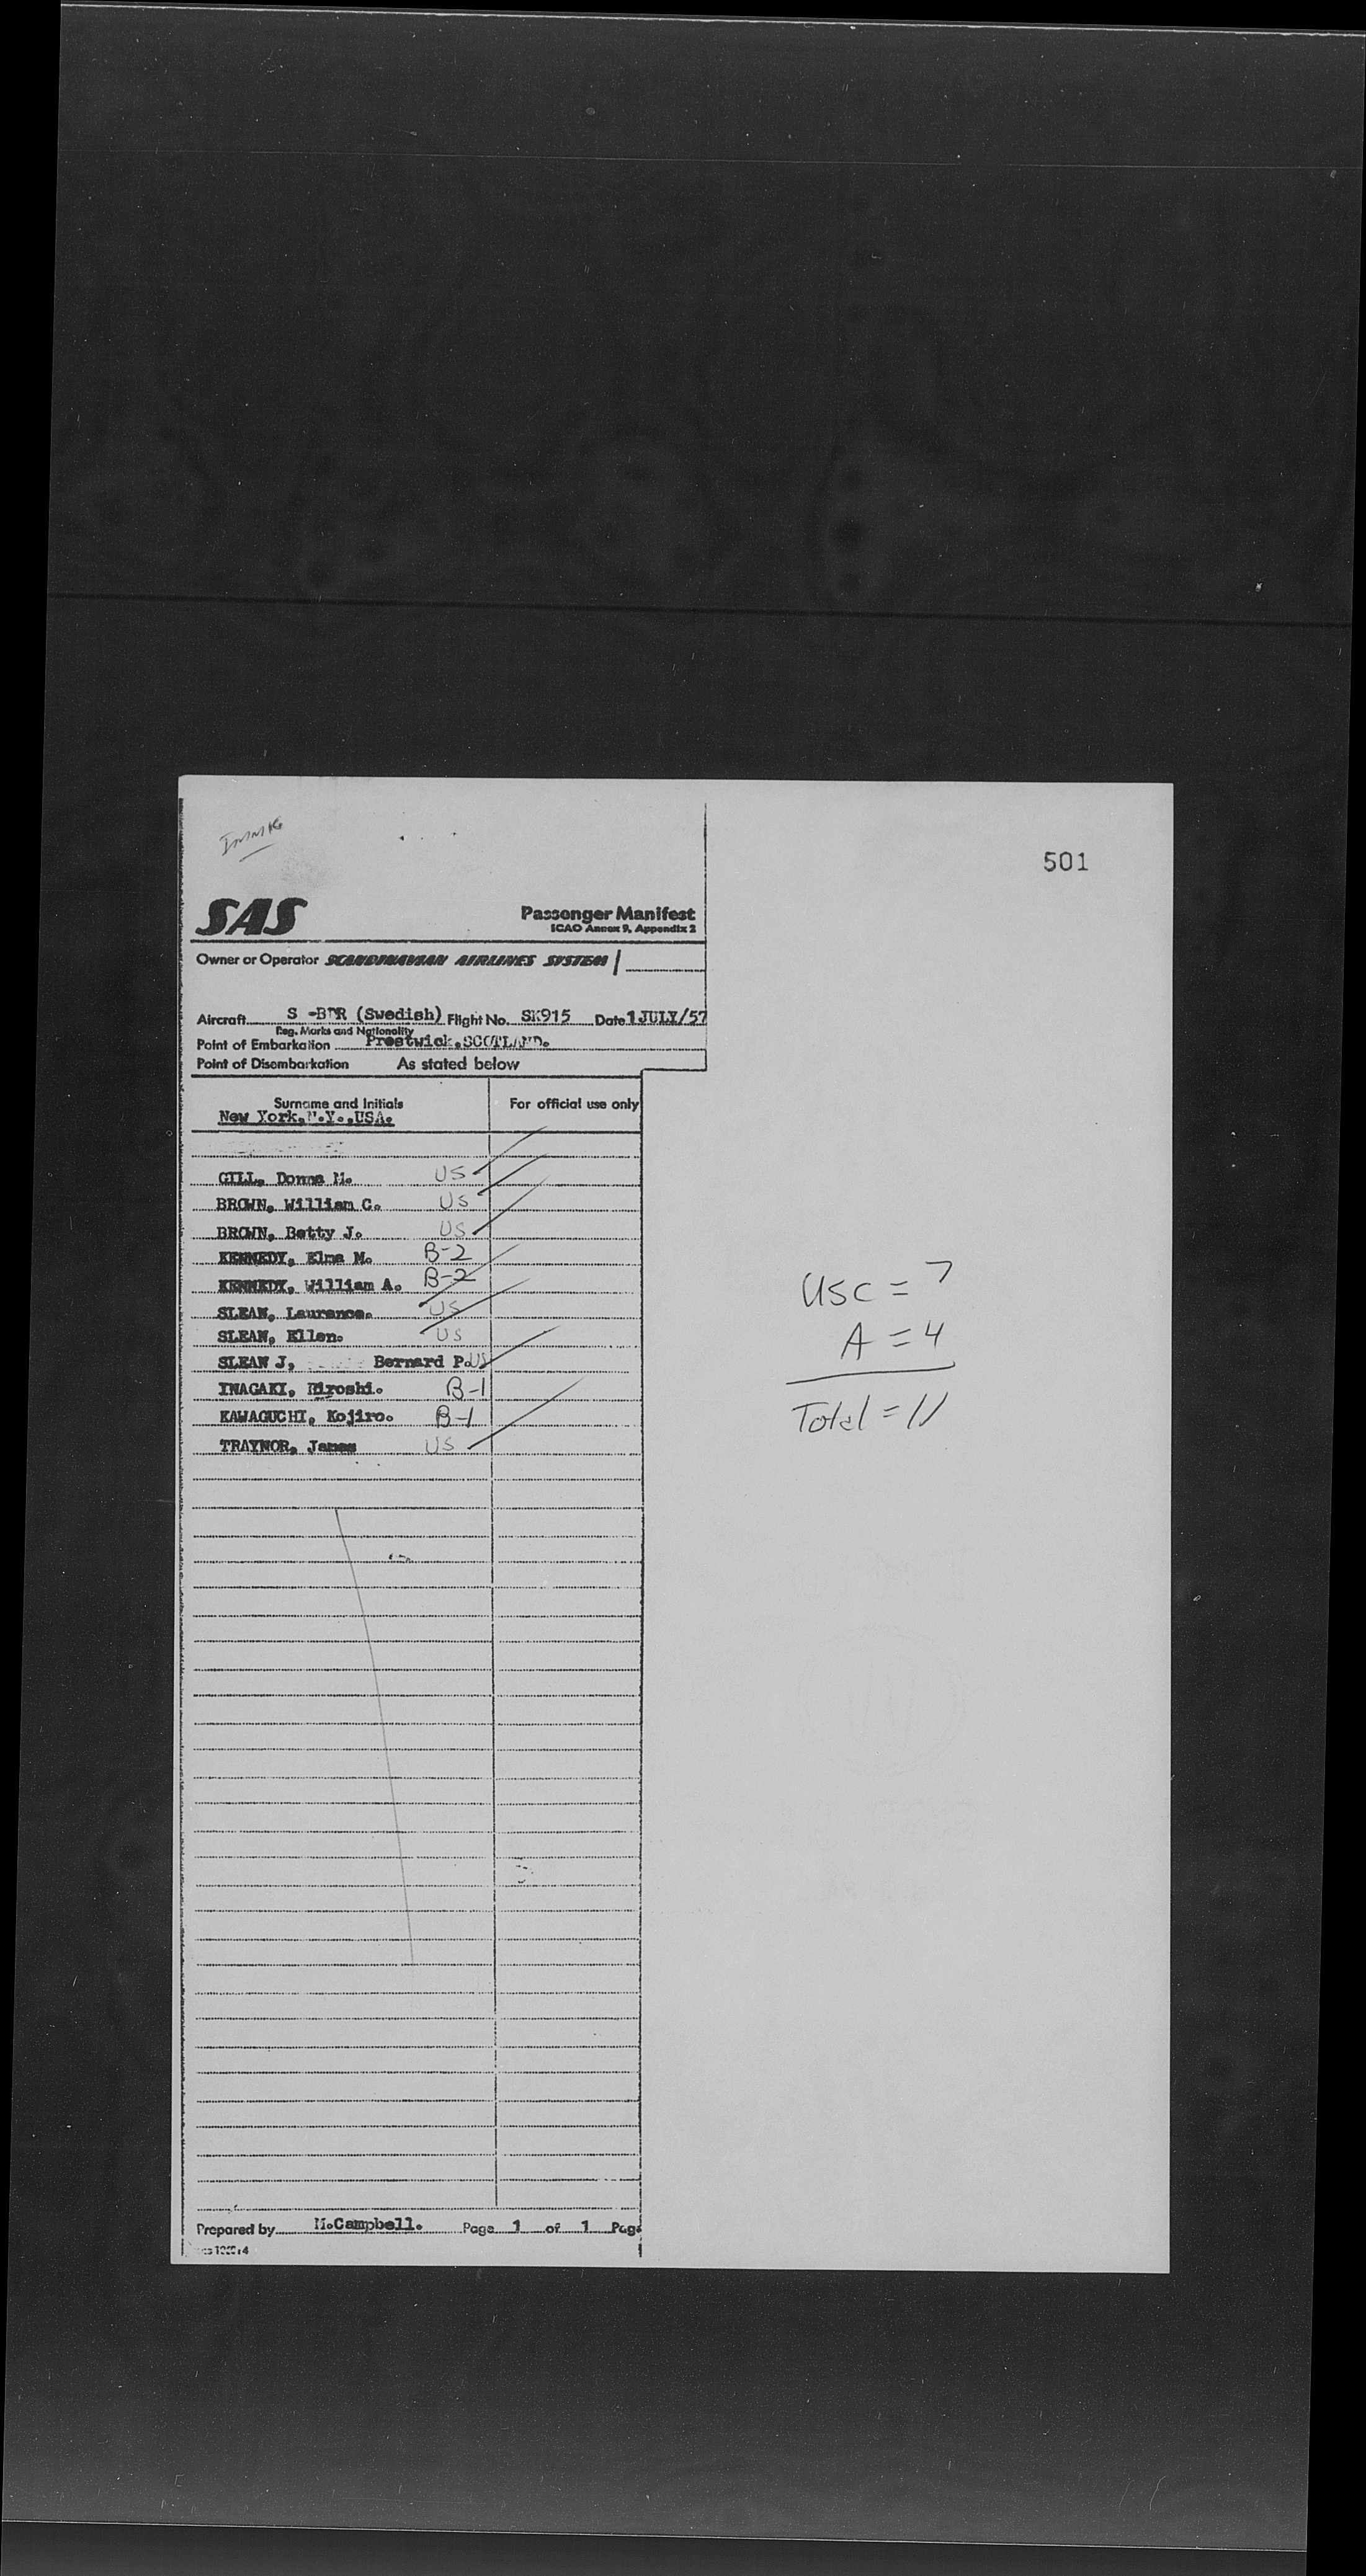 IMMIG
501
SAS
Passenger Manifest
ICAO Annex 9, Appendix 2
Owner or Operator SCANDINAVIAN AIRLINES SYSTEM
Aircraft S -BDR (Swedish) Flight No. SK915 Date 1 JULY/57
Reg. Marks and Nationality
Point of Embarkation Prestwick, SCOTLAND.
Point of Disembarkation As stated below
Surname and Initials For official use only
New York, N.Y., USA.
GILL, Donna M. US
BROWN, William C. US
BROWN, Betty J. US
KENNEDY, Elma M. B-2
KENNEDY, William A. B-2
SLEAN, Laurence. US
SLEAN, Ellen. US
SLEAN J, Bernard P. US
INAGAKI, Hiroshi. B-1
KAWAGUCHI, Kojiro. B-1
TRAYNOR, James US
USC = 7
A = 4
Total = 11
Prepared by M.Campbell. Page 1 of 1 Page